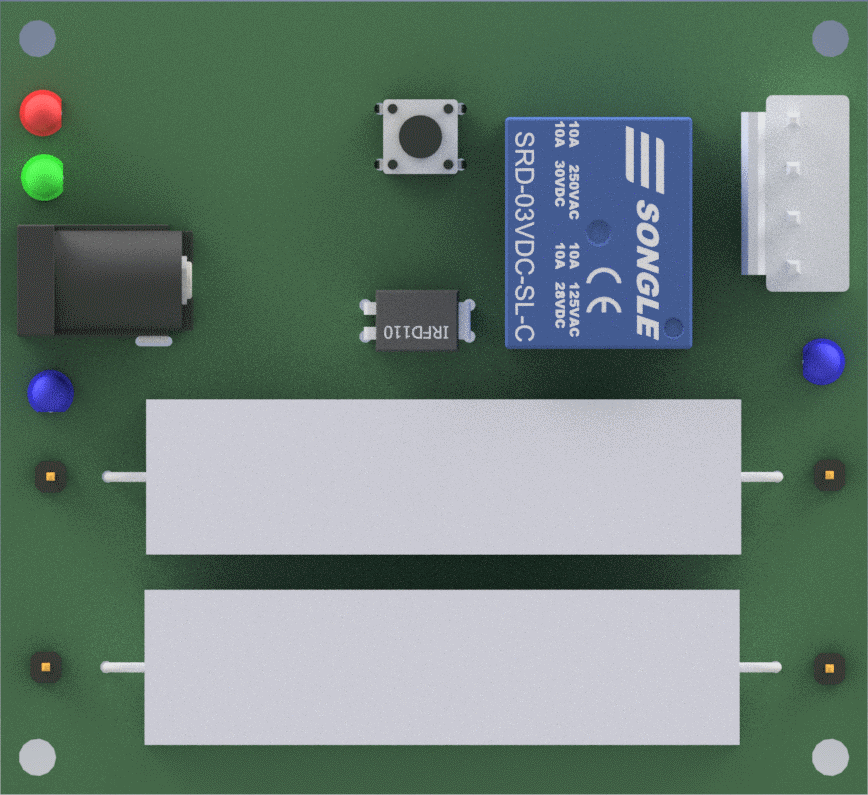 SONGLE
CE
10A 250VAC 10A 125VAC
10A 30VDC 10A 28VDC
SRD-03VDC-SL-C
IRFD110